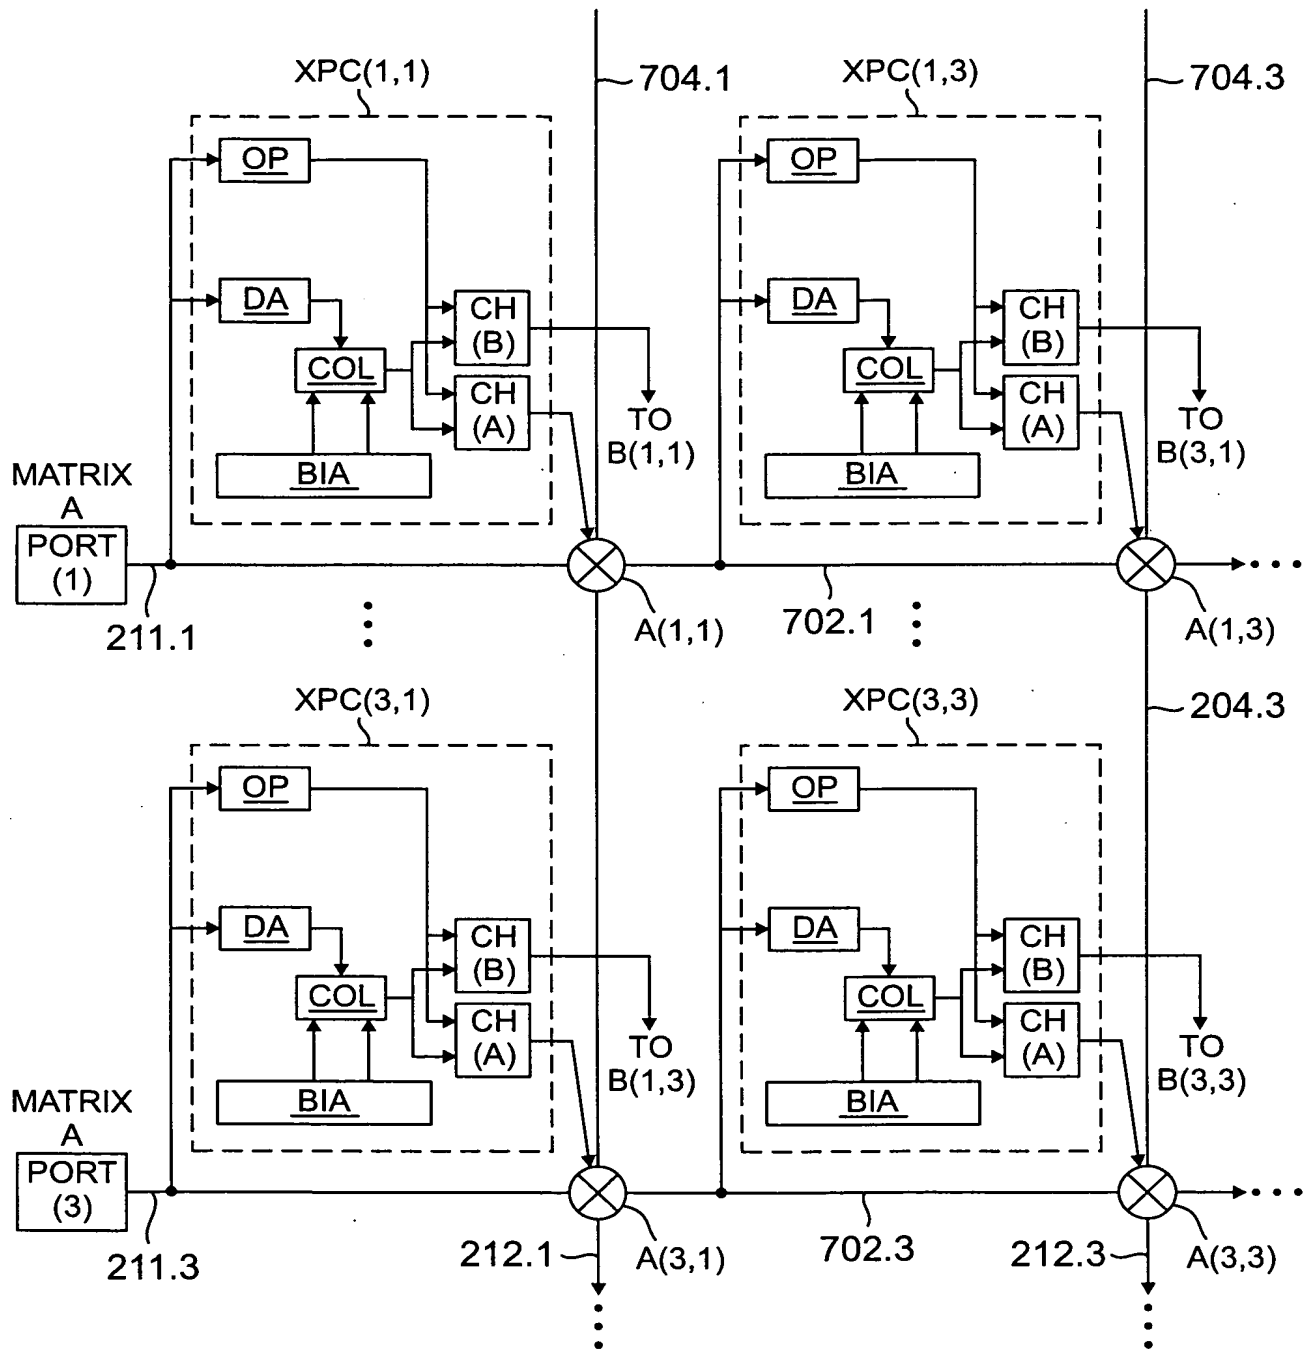 XPC(1,1)
704.1
XPC(1,3)
704.3
OP
OP
DA
DA
CH
(B)
CH
(B)
COL
COL
CH
(A)
CH
(A)
TO
B(1,1)
TO
B(3,1)
BIA
BIA
MATRIX
A
PORT
(1)
211.1
A(1,1)
702.1
A(1,3)
XPC(3,1)
XPC(3,3)
204.3
OP
OP
DA
DA
CH
(B)
CH
(B)
COL
COL
CH
(A)
CH
(A)
TO
B(1,3)
TO
B(3,3)
BIA
BIA
MATRIX
A
PORT
(3)
211.3
212.1
A(3,1)
702.3
212.3
A(3,3)